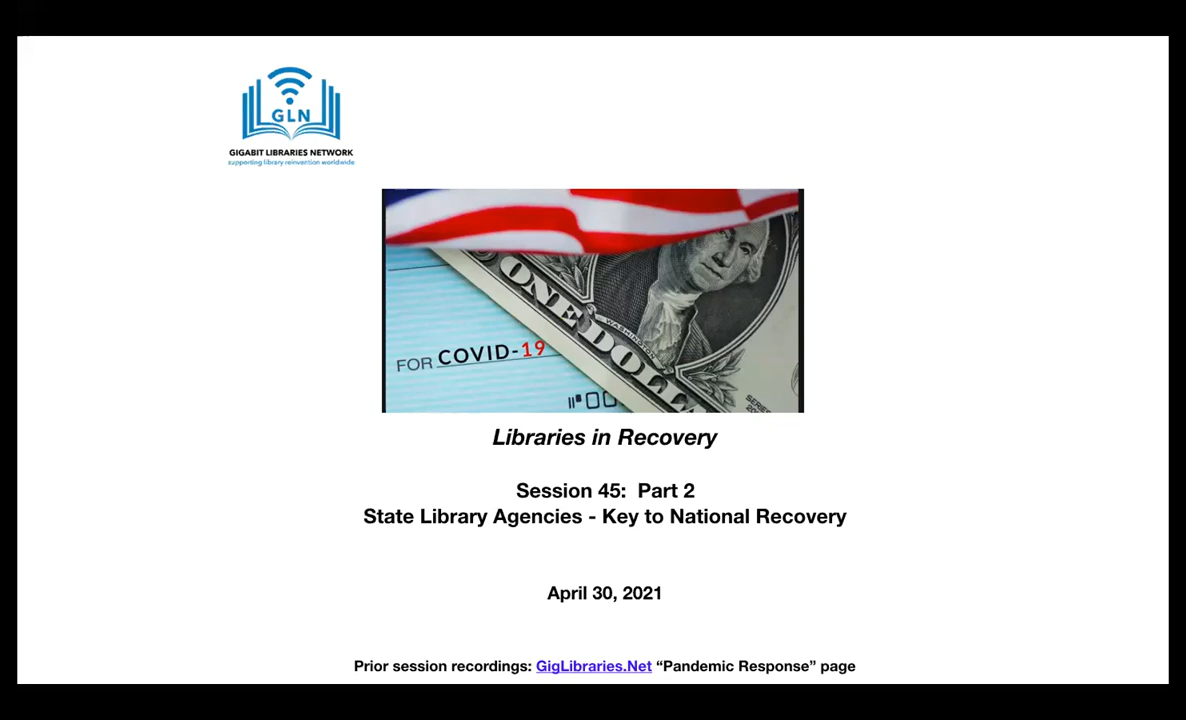 GLN
GIGABIT LIBRARIES NETWORK
supporting library reinvention worldwide
ONE DOLLA
WASHINGTON
FOR COVID-19
SERIES
Libraries in Recovery
Session 45: Part 2
State Library Agencies - Key to National Recovery
April 30, 2021
Prior session recordings: GigLibraries.Net “Pandemic Response” page